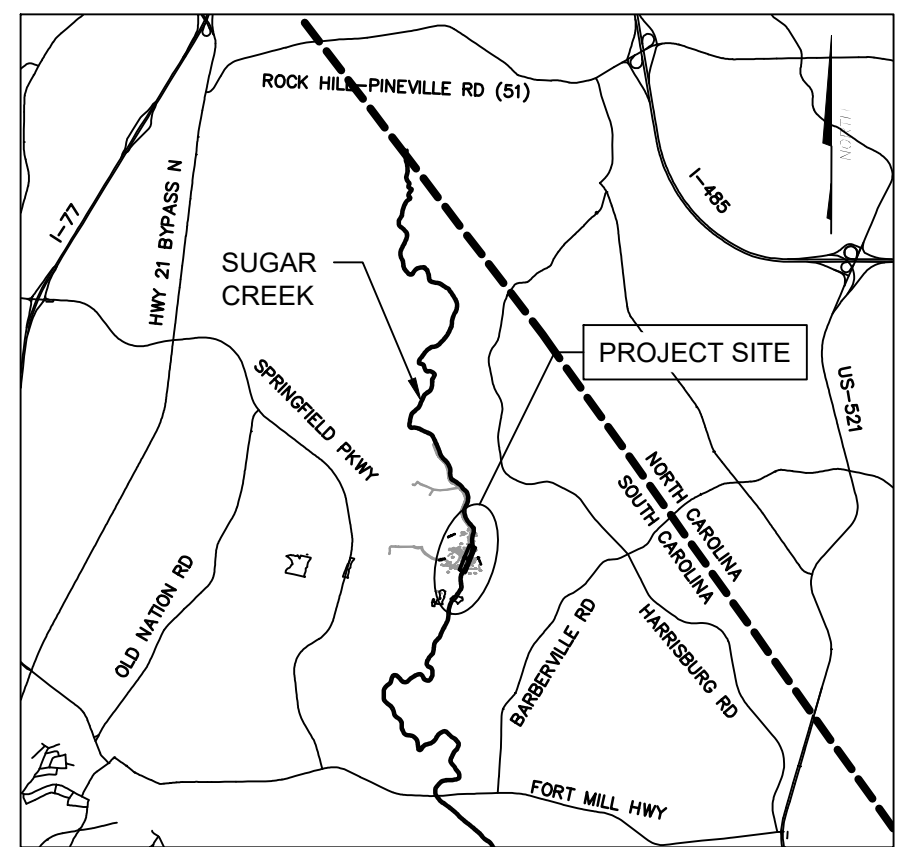 ROCK HILL-PINEVILLE RD (51)
NORTH
I-77
HWY 21 BYPASS N
I-485
SUGAR
CREEK
PROJECT SITE
SPRINGFIELD PKWY
US-521
NORTH CAROLINA
SOUTH CAROLINA
OLD NATION RD
BARBERVILLE RD
HARRISBURG RD
FORT MILL HWY